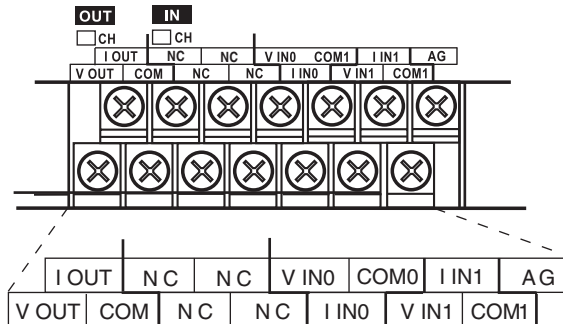 OUT IN
CH CH
I OUT NC NC V IN0 COM1 I IN1 AG
V OUT COM NC NC I IN0 V IN1 COM1
I OUT N C N C V IN0 COM0 I IN1 AG
V OUT COM N C N C I IN0 V IN1 COM1